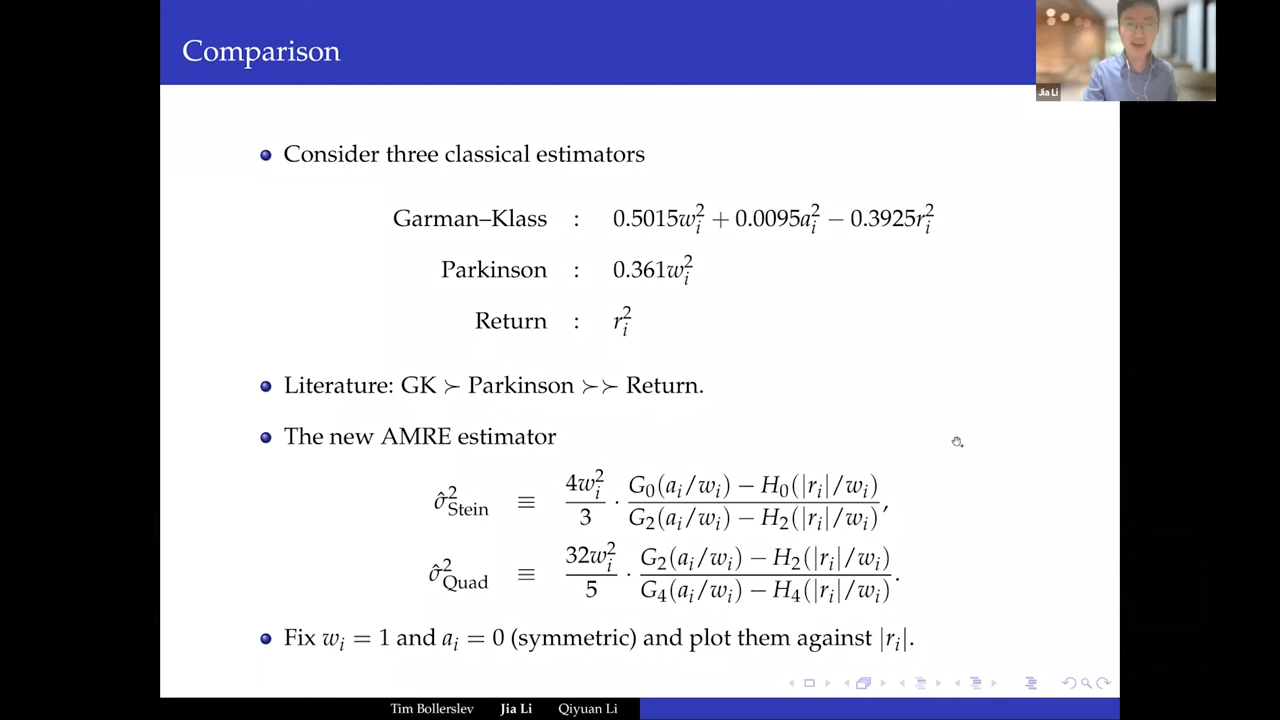 Comparison
Jia Li
Consider three classical estimators
Garman–Klass : 0.5015w_i^2 + 0.0095a_i^2 − 0.3925r_i^2
Parkinson : 0.361w_i^2
Return : r_i^2
Literature: GK ≻ Parkinson ≻≻ Return.
The new AMRE estimator
σ̂²_Stein ≡ 4w_i^2/3 · (G_0(a_i/w_i) − H_0(|r_i|/w_i))/(G_2(a_i/w_i) − H_2(|r_i|/w_i)),
σ̂²_Quad ≡ 32w_i^2/5 · (G_2(a_i/w_i) − H_2(|r_i|/w_i))/(G_4(a_i/w_i) − H_4(|r_i|/w_i)).
Fix w_i = 1 and a_i = 0 (symmetric) and plot them against |r_i|.
Tim Bollerslev Jia Li Qiyuan Li